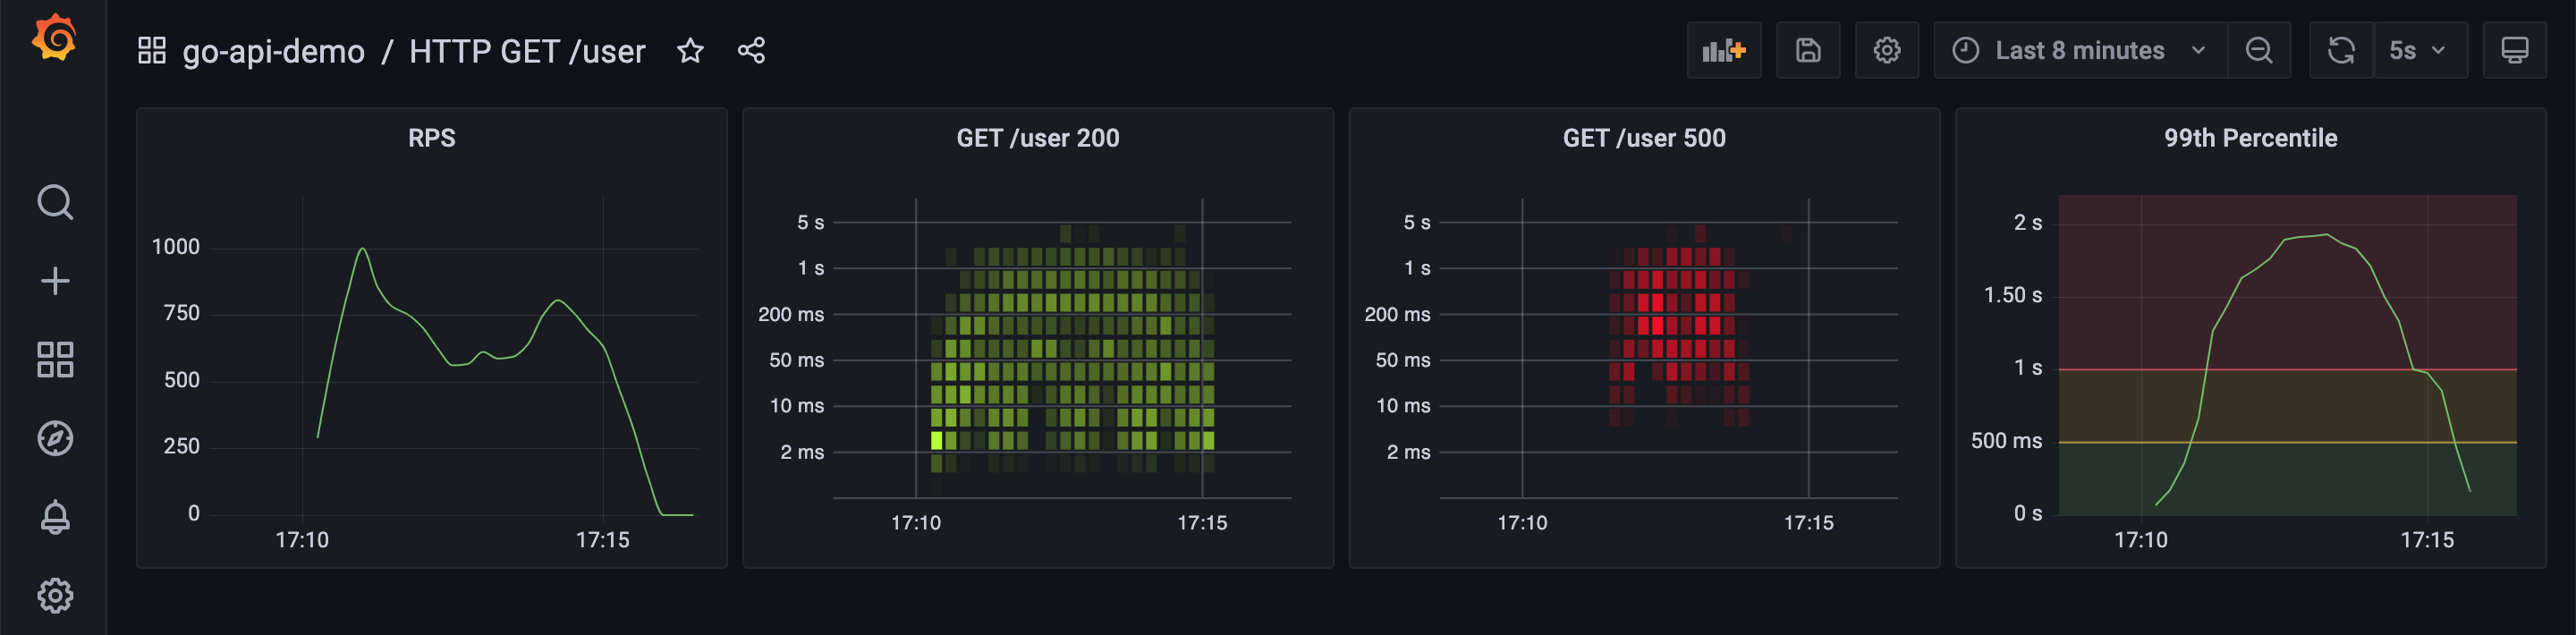 go-api-demo / HTTP GET /user
Last 8 minutes
5s
RPS
1000
750
500
250
0
17:10 17:15
GET /user 200
5 s
1 s
200 ms
50 ms
10 ms
2 ms
17:10 17:15
GET /user 500
5 s
1 s
200 ms
50 ms
10 ms
2 ms
17:10 17:15
99th Percentile
2 s
1.50 s
1 s
500 ms
0 s
17:10 17:15